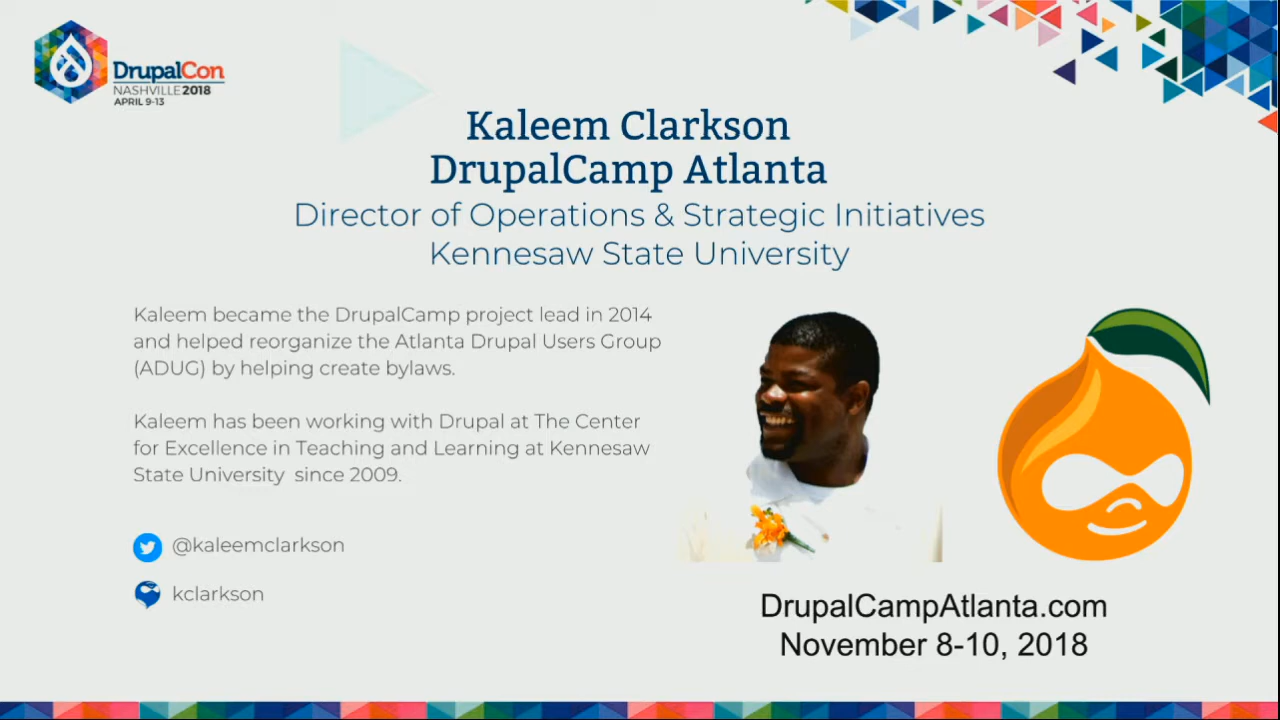 DrupalCon
NASHVILLE 2018
APRIL 9-13
Kaleem Clarkson
DrupalCamp Atlanta
Director of Operations & Strategic Initiatives
Kennesaw State University
Kaleem became the DrupalCamp project lead in 2014
and helped reorganize the Atlanta Drupal Users Group
(ADUG) by helping create bylaws.
Kaleem has been working with Drupal at The Center
for Excellence in Teaching and Learning at Kennesaw
State University since 2009.
@kaleemclarkson
kclarkson
DrupalCampAtlanta.com
November 8-10, 2018